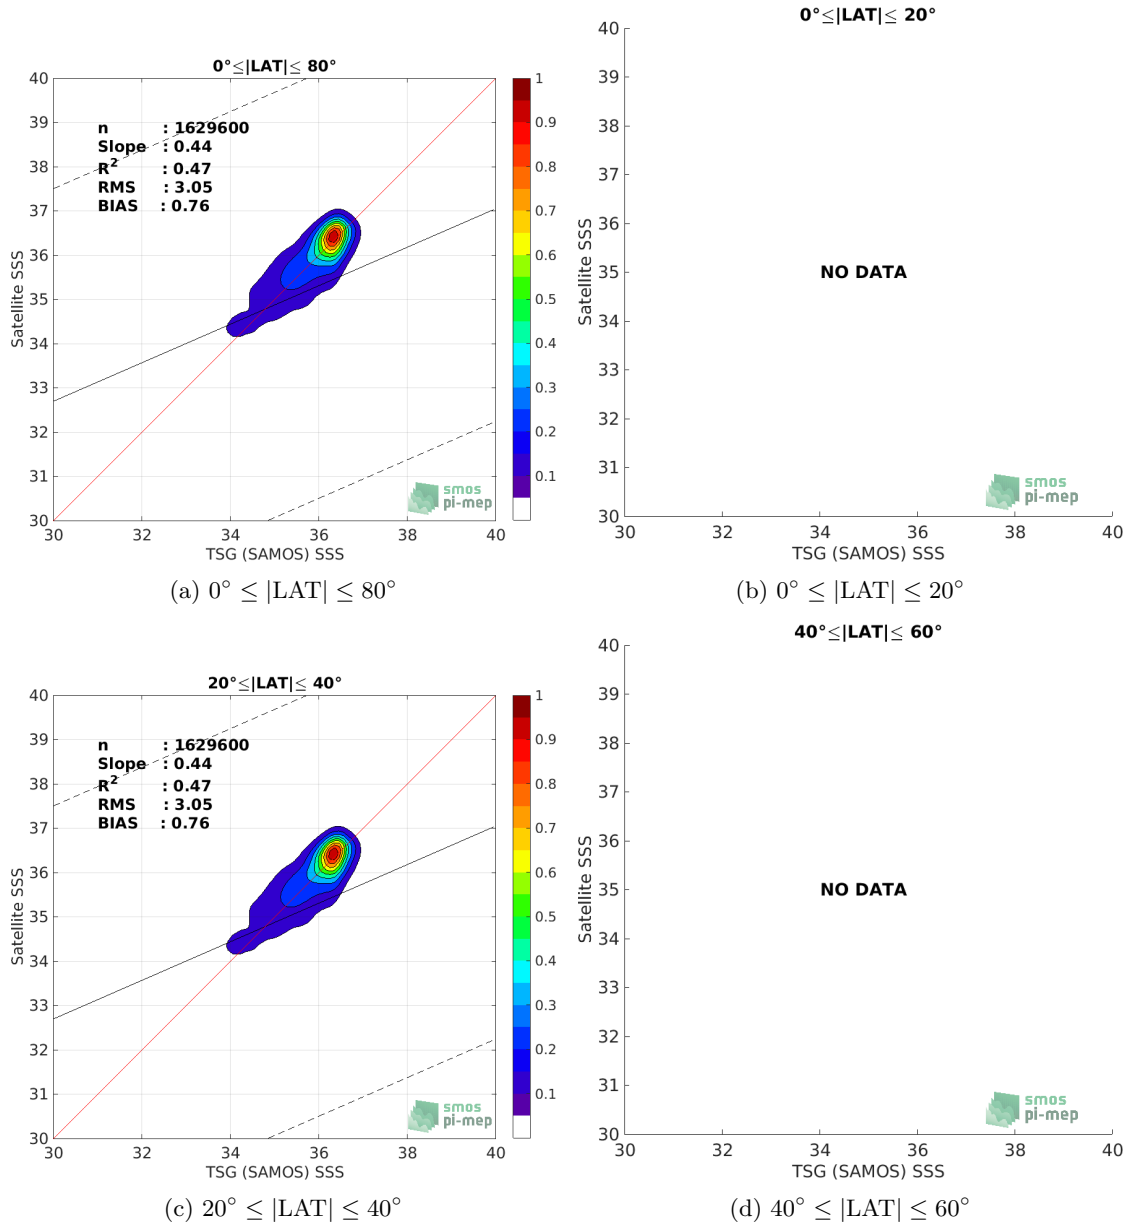 0°≤|LAT|≤ 80°
40
39
38
37
36
35
34
33
32
31
30
Satellite SSS
n : 1629600
Slope : 0.44
R² : 0.47
RMS : 3.05
BIAS : 0.76
smos
pi-mep
30 32 34 36 38 40
TSG (SAMOS) SSS
1
0.9
0.8
0.7
0.6
0.5
0.4
0.3
0.2
0.1
(a) 0° ≤ |LAT| ≤ 80°
0°≤|LAT|≤ 20°
40
39
38
37
36
35
34
33
32
31
30
Satellite SSS
NO DATA
smos
pi-mep
30 32 34 36 38 40
TSG (SAMOS) SSS
(b) 0° ≤ |LAT| ≤ 20°
20°≤|LAT|≤ 40°
40
39
38
37
36
35
34
33
32
31
30
Satellite SSS
n : 1629600
Slope : 0.44
R² : 0.47
RMS : 3.05
BIAS : 0.76
smos
pi-mep
30 32 34 36 38 40
TSG (SAMOS) SSS
1
0.9
0.8
0.7
0.6
0.5
0.4
0.3
0.2
0.1
(c) 20° ≤ |LAT| ≤ 40°
40°≤|LAT|≤ 60°
40
39
38
37
36
35
34
33
32
31
30
Satellite SSS
NO DATA
smos
pi-mep
30 32 34 36 38 40
TSG (SAMOS) SSS
(d) 40° ≤ |LAT| ≤ 60°